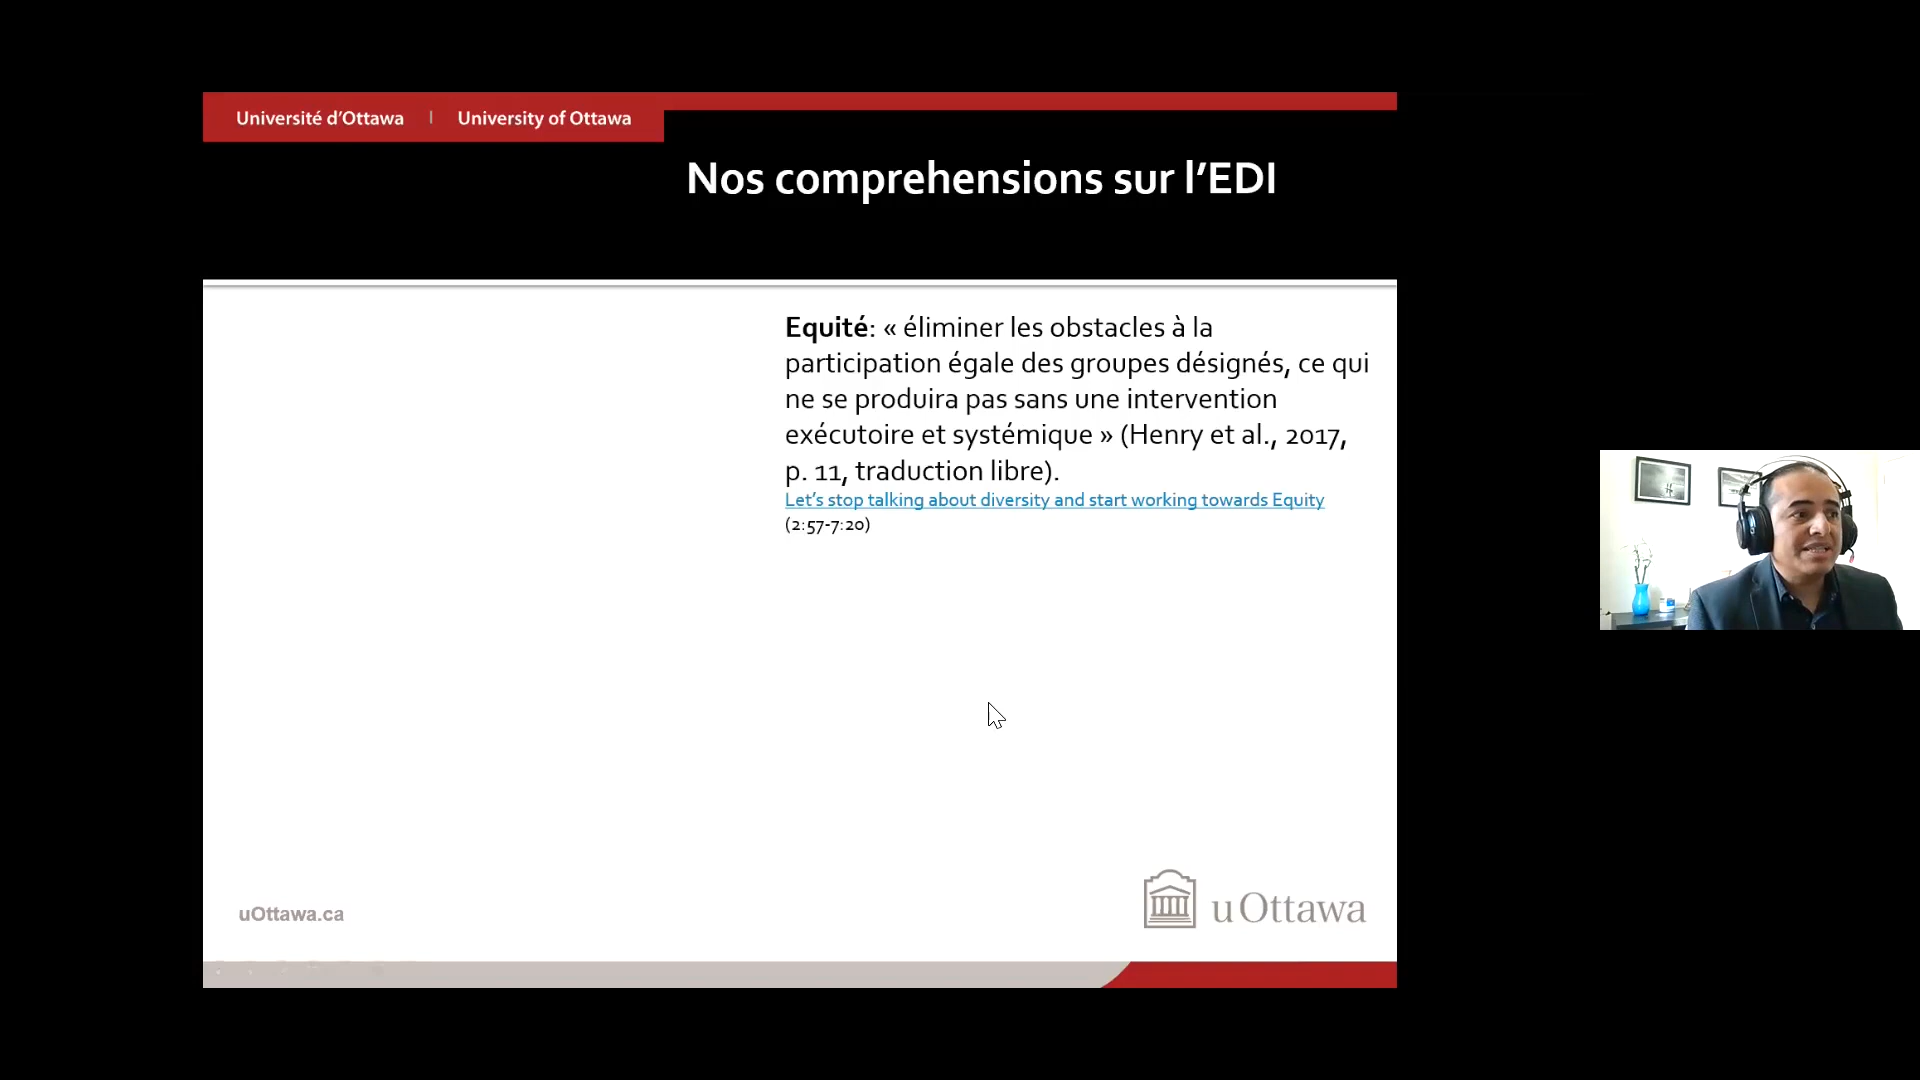 Université d'Ottawa | University of Ottawa
Nos comprehensions sur l'EDI
Equité: « éliminer les obstacles à la
participation égale des groupes désignés, ce qui
ne se produira pas sans une intervention
exécutoire et systémique » (Henry et al., 2017,
p. 11, traduction libre).
Let's stop talking about diversity and start working towards Equity
(2:57-7:20)
uOttawa.ca
uOttawa